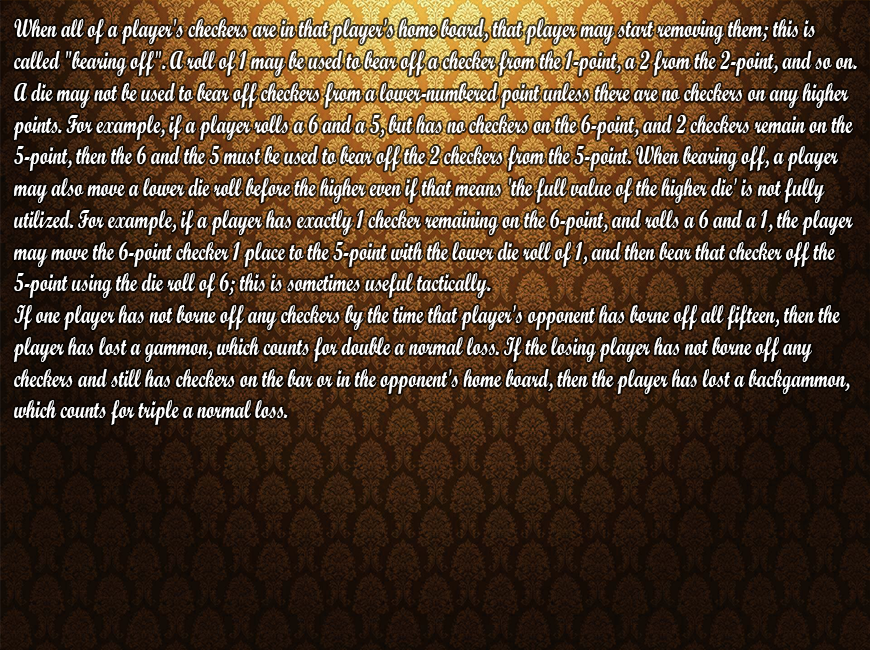 When all of a player's checkers are in that player's home board, that player may start removing them; this is
called "bearing off". A roll of 1 may be used to bear off a checker from the 1-point, a 2 from the 2-point, and so on.
A die may not be used to bear off checkers from a lower-numbered point unless there are no checkers on any higher
points. For example, if a player rolls a 6 and a 5, but has no checkers on the 6-point, and 2 checkers remain on the
5-point, then the 6 and the 5 must be used to bear off the 2 checkers from the 5-point. When bearing off, a player
may also move a lower die roll before the higher even if that means 'the full value of the higher die' is not fully
utilized. For example, if a player has exactly 1 checker remaining on the 6-point, and rolls a 6 and a 1, the player
may move the 6-point checker 1 place to the 5-point with the lower die roll of 1, and then bear that checker off the
5-point using the die roll of 6; this is sometimes useful tactically.
If one player has not borne off any checkers by the time that player's opponent has borne off all fifteen, then the
player has lost a gammon, which counts for double a normal loss. If the losing player has not borne off any
checkers and still has checkers on the bar or in the opponent's home board, then the player has lost a backgammon,
which counts for triple a normal loss.